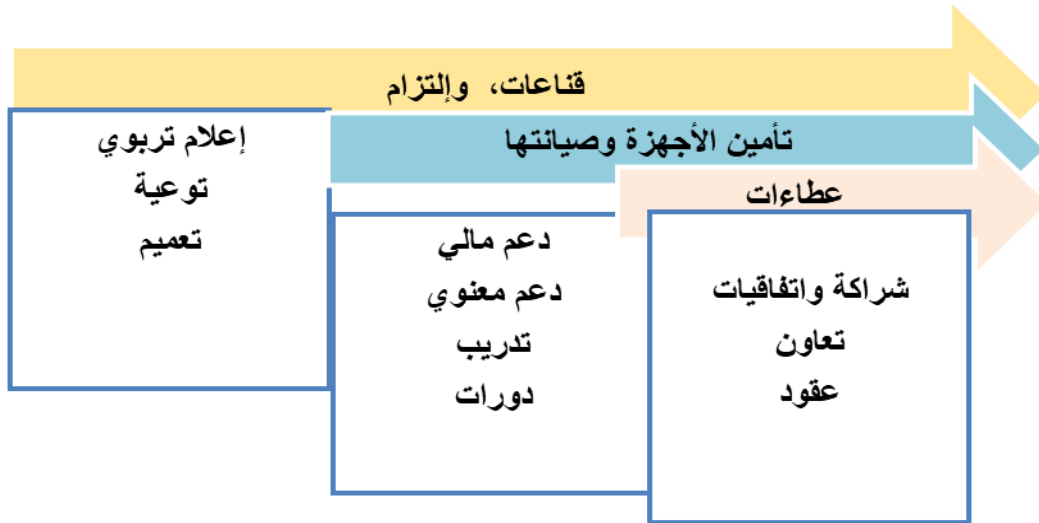 قناعات، وإلتزام
تأمين الأجهزة وصيانتها
عطاءات
إعلام تربوي
توعية
تعميم
دعم مالي
دعم معنوي
تدريب
دورات
شراكة واتفاقيات
تعاون
عقود